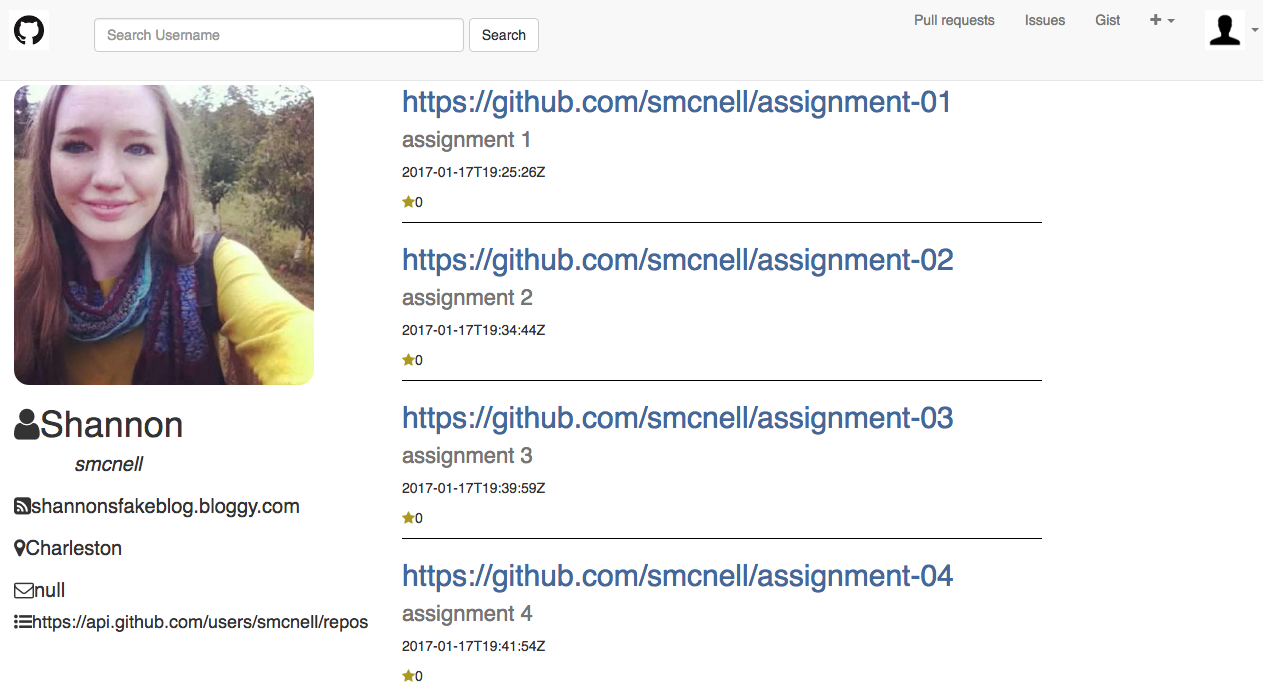 Search Username
Search
Pull requests
Issues
Gist
+
Shannon
smcnell
shannonsfakeblog.bloggy.com
Charleston
null
https://api.github.com/users/smcnell/repos
https://github.com/smcnell/assignment-01
assignment 1
2017-01-17T19:25:26Z
0
https://github.com/smcnell/assignment-02
assignment 2
2017-01-17T19:34:44Z
0
https://github.com/smcnell/assignment-03
assignment 3
2017-01-17T19:39:59Z
0
https://github.com/smcnell/assignment-04
assignment 4
2017-01-17T19:41:54Z
0